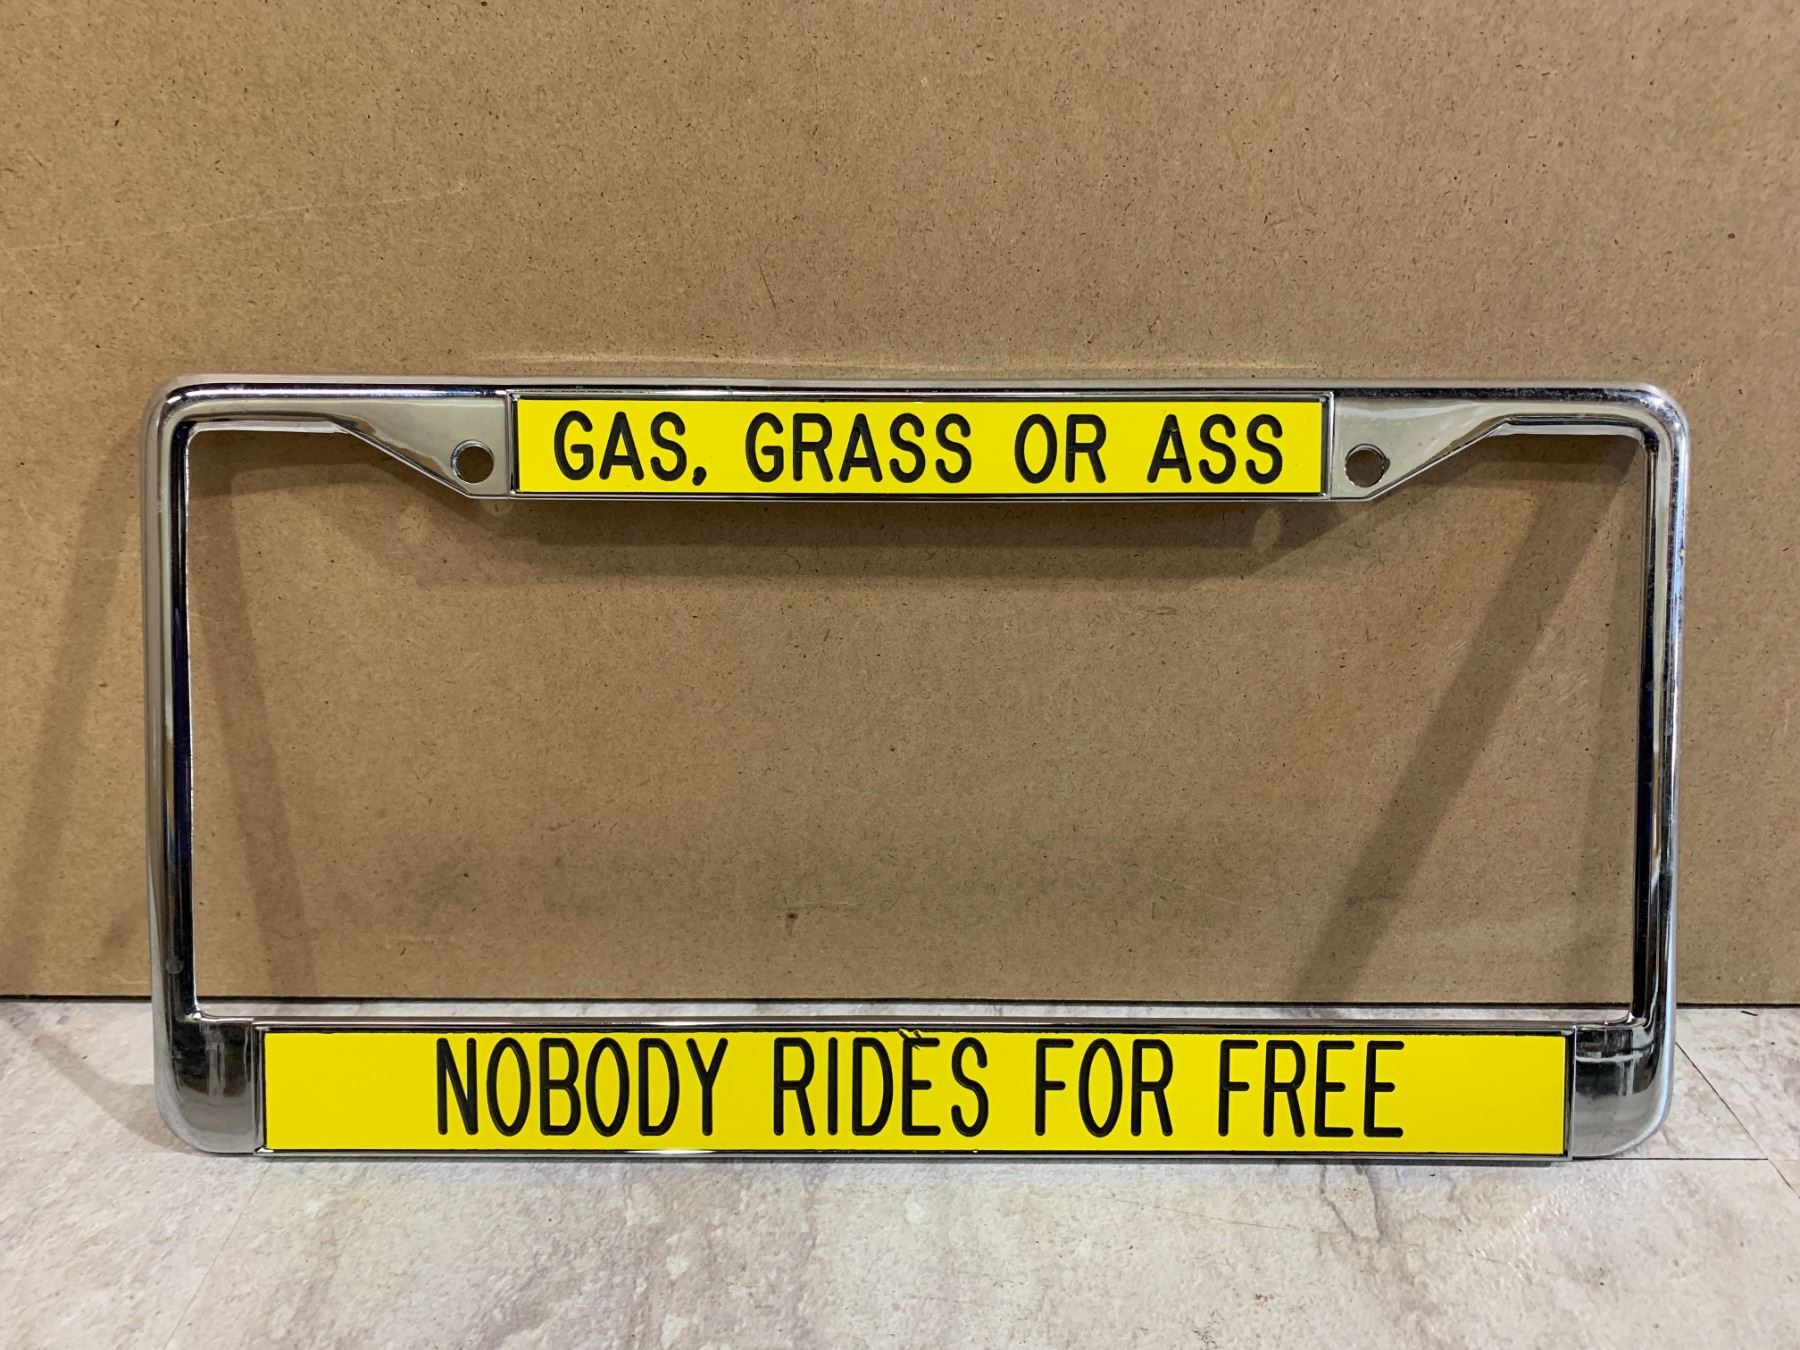 GAS, GRASS OR ASS
NOBODY RIDES FOR FREE